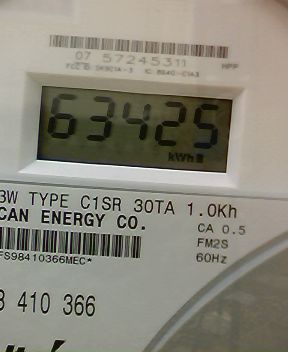 07 57245311
HPP
63425
kWh
3W TYPE C1SR 30TA 1.0Kh
CAN ENERGY CO.
CA 0.5
FM2S
60Hz
FS98410366MEC*
410 366